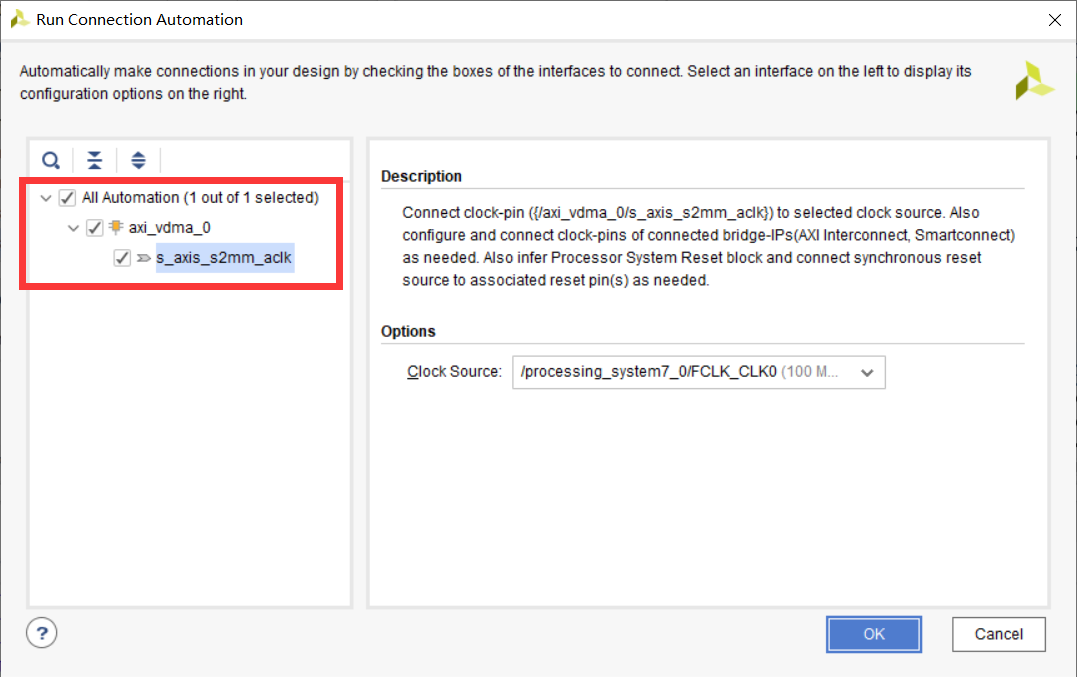 Run Connection Automation
Automatically make connections in your design by checking the boxes of the interfaces to connect. Select an interface on the left to display its
configuration options on the right.
All Automation (1 out of 1 selected)
axi_vdma_0
s_axis_s2mm_aclk
Description
Connect clock-pin ({/axi_vdma_0/s_axis_s2mm_aclk}) to selected clock source. Also
configure and connect clock-pins of connected bridge-IPs(AXI Interconnect, Smartconnect)
as needed. Also infer Processor System Reset block and connect synchronous reset
source to associated reset pin(s) as needed.
Options
Clock Source: /processing_system7_0/FCLK_CLK0 (100 M...
?
OK
Cancel